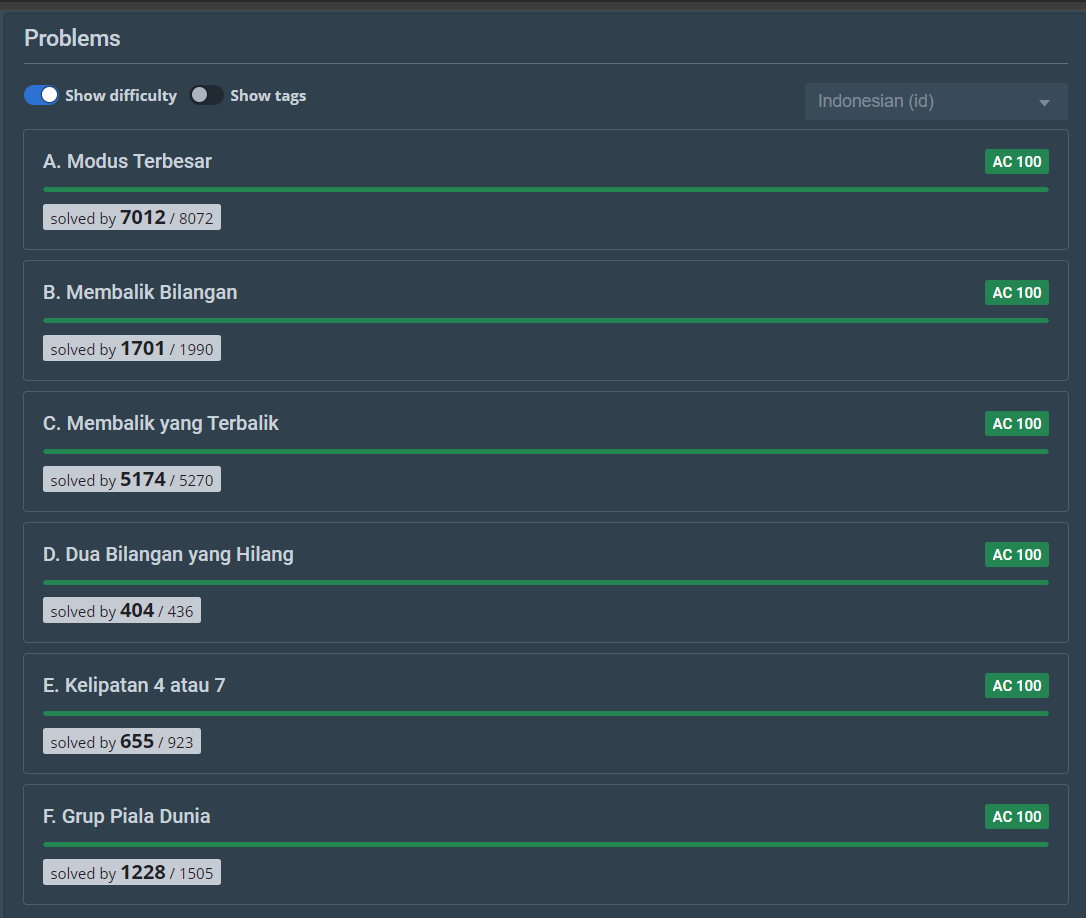 Problems
Show difficulty Show tags Indonesian (id)
A. Modus Terbesar AC 100
solved by 7012 / 8072
B. Membalik Bilangan AC 100
solved by 1701 / 1990
C. Membalik yang Terbalik AC 100
solved by 5174 / 5270
D. Dua Bilangan yang Hilang AC 100
solved by 404 / 436
E. Kelipatan 4 atau 7 AC 100
solved by 655 / 923
F. Grup Piala Dunia AC 100
solved by 1228 / 1505